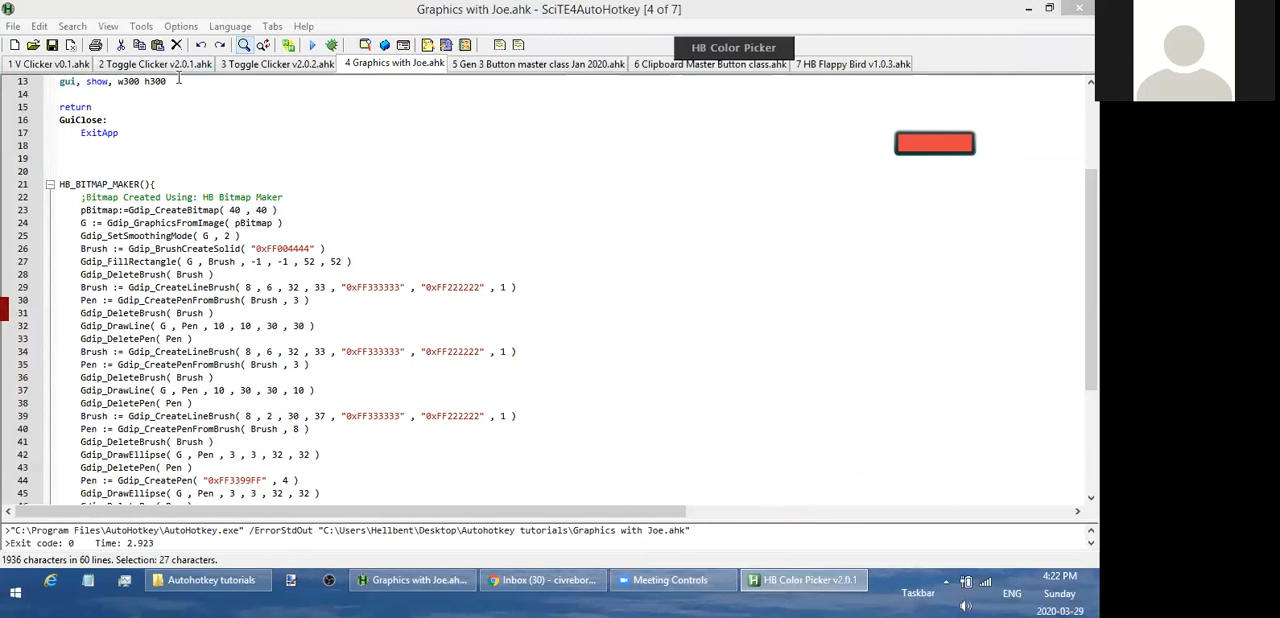 Graphics with Joe.ahk - SciTE4AutoHotkey [4 of 7]
File Edit Search View Tools Options Language Tabs Help
HB Color Picker
1 V Clicker v0.1.ahk 2 Toggle Clicker v2.0.1.ahk 3 Toggle Clicker v2.0.2.ahk 4 Graphics with Joe.ahk 5 Gen 3 Button master class Jan 2020.ahk 6 Clipboard Master Button class.ahk 7 HB Flappy Bird v1.0.3.ahk
13 gui, show, w300 h300
14
15 return
16 GuiClose:
17 ExitApp
18
19
20
21 HB_BITMAP_MAKER(){
22 ;Bitmap Created Using: HB Bitmap Maker
23 pBitmap:=Gdip_CreateBitmap( 40 , 40 )
24 G := Gdip_GraphicsFromImage( pBitmap )
25 Gdip_SetSmoothingMode( G , 2 )
26 Brush := Gdip_BrushCreateSolid( "0xFF004444" )
27 Gdip_FillRectangle( G , Brush , -1 , -1 , 52 , 52 )
28 Gdip_DeleteBrush( Brush )
29 Brush := Gdip_CreateLineBrush( 8 , 6 , 32 , 33 , "0xFF333333" , "0xFF222222" , 1 )
30 Pen := Gdip_CreatePenFromBrush( Brush , 3 )
31 Gdip_DeleteBrush( Brush )
32 Gdip_DrawLine( G , Pen , 10 , 10 , 30 , 30 )
33 Gdip_DeletePen( Pen )
34 Brush := Gdip_CreateLineBrush( 8 , 6 , 32 , 33 , "0xFF333333" , "0xFF222222" , 1 )
35 Pen := Gdip_CreatePenFromBrush( Brush , 3 )
36 Gdip_DeleteBrush( Brush )
37 Gdip_DrawLine( G , Pen , 10 , 30 , 30 , 10 )
38 Gdip_DeletePen( Pen )
39 Brush := Gdip_CreateLineBrush( 8 , 2 , 30 , 37 , "0xFF333333" , "0xFF222222" , 1 )
40 Pen := Gdip_CreatePenFromBrush( Brush , 8 )
41 Gdip_DeleteBrush( Brush )
42 Gdip_DrawEllipse( G , Pen , 3 , 3 , 32 , 32 )
43 Gdip_DeletePen( Pen )
44 Pen := Gdip_CreatePen( "0xFF3399FF" , 4 )
45 Gdip_DrawEllipse( G , Pen , 3 , 3 , 32 , 32 )
>"C:\Program Files\AutoHotkey\AutoHotkey.exe" /ErrorStdOut "C:\Users\Hellbent\Desktop\Autohotkey tutorials\Graphics with Joe.ahk"
>Exit code: 0 Time: 2.923
1936 characters in 60 lines. Selection: 27 characters.
Autohotkey tutorials Graphics with Joe.ahk... Inbox (30) - civrebor... Meeting Controls HB Color Picker v2.0.1
Taskbar
ENG
4:22 PM
Sunday
2020-03-29